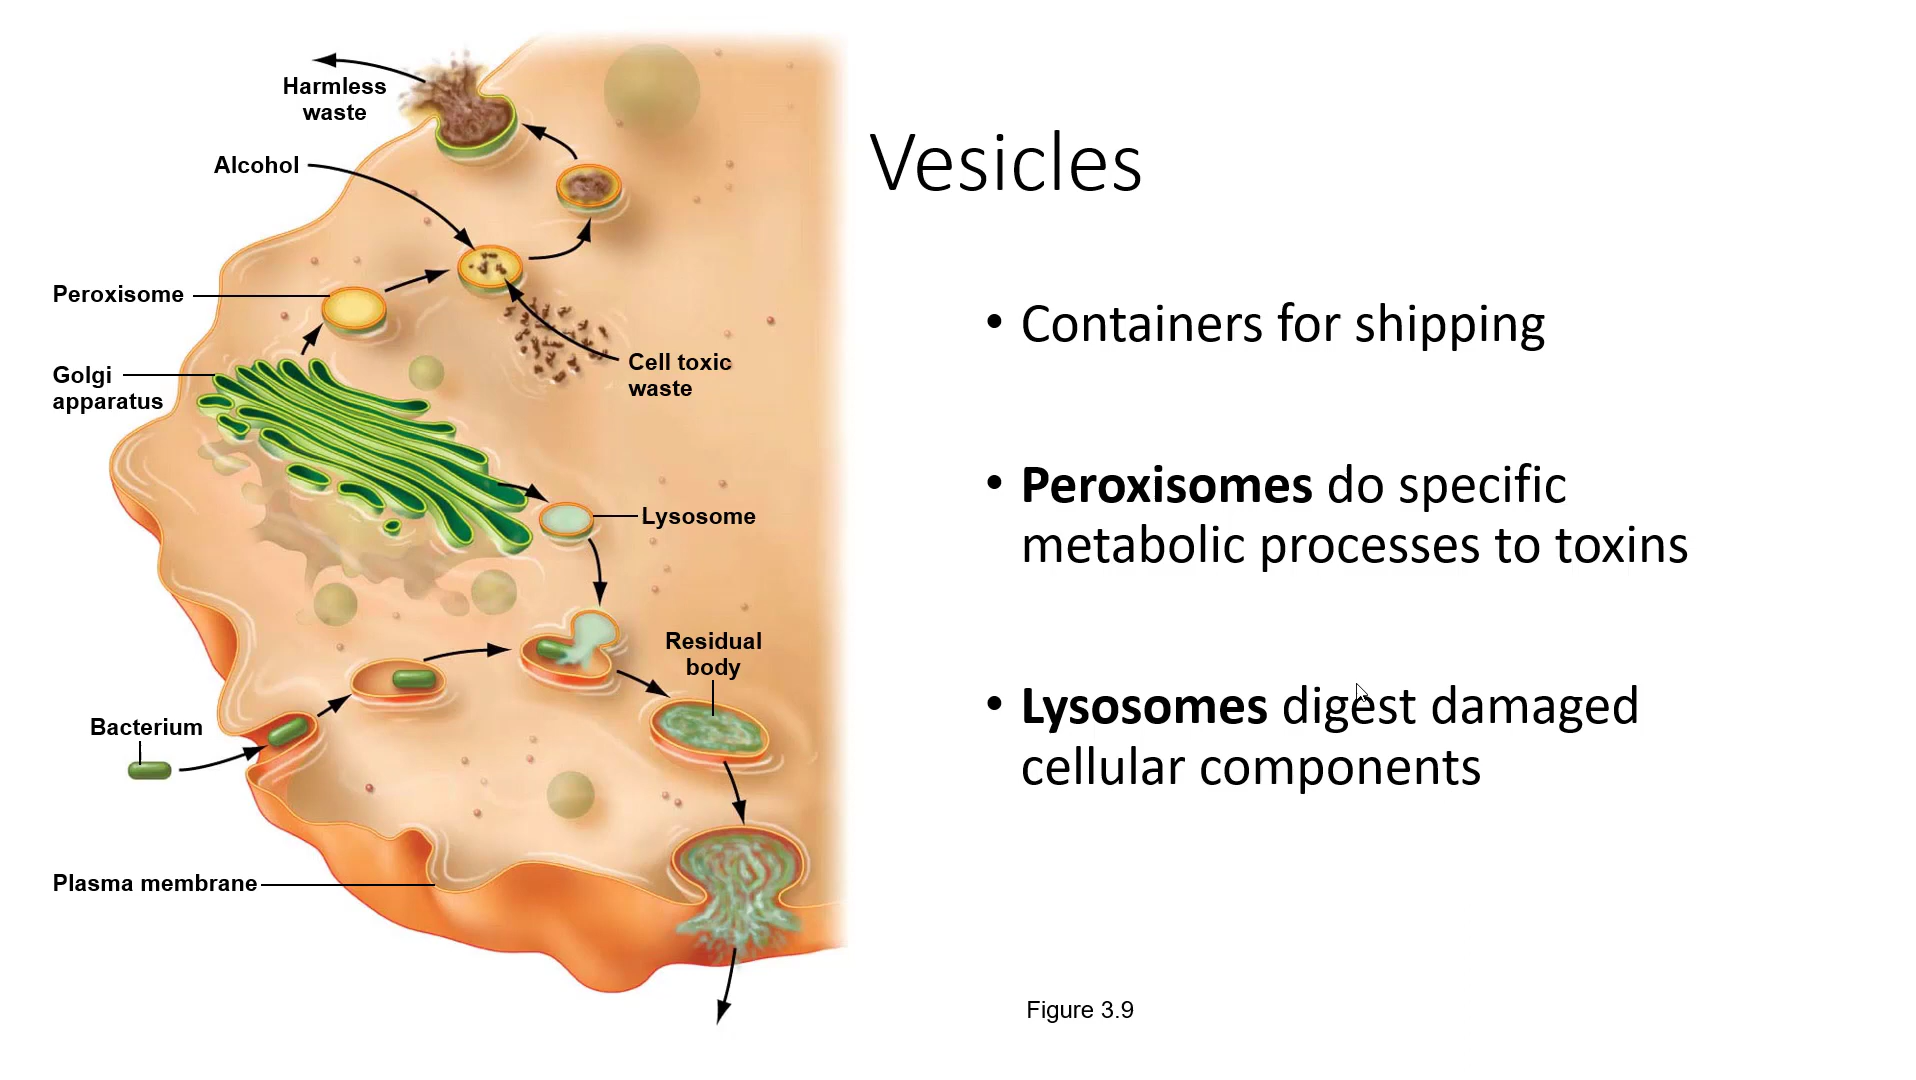 Harmless
waste
Alcohol
Peroxisome
Golgi
apparatus
Cell toxic
waste
Lysosome
Residual
body
Bacterium
Plasma membrane
Vesicles
• Containers for shipping
• Peroxisomes do specific
metabolic processes to toxins
• Lysosomes digest damaged
cellular components
Figure 3.9